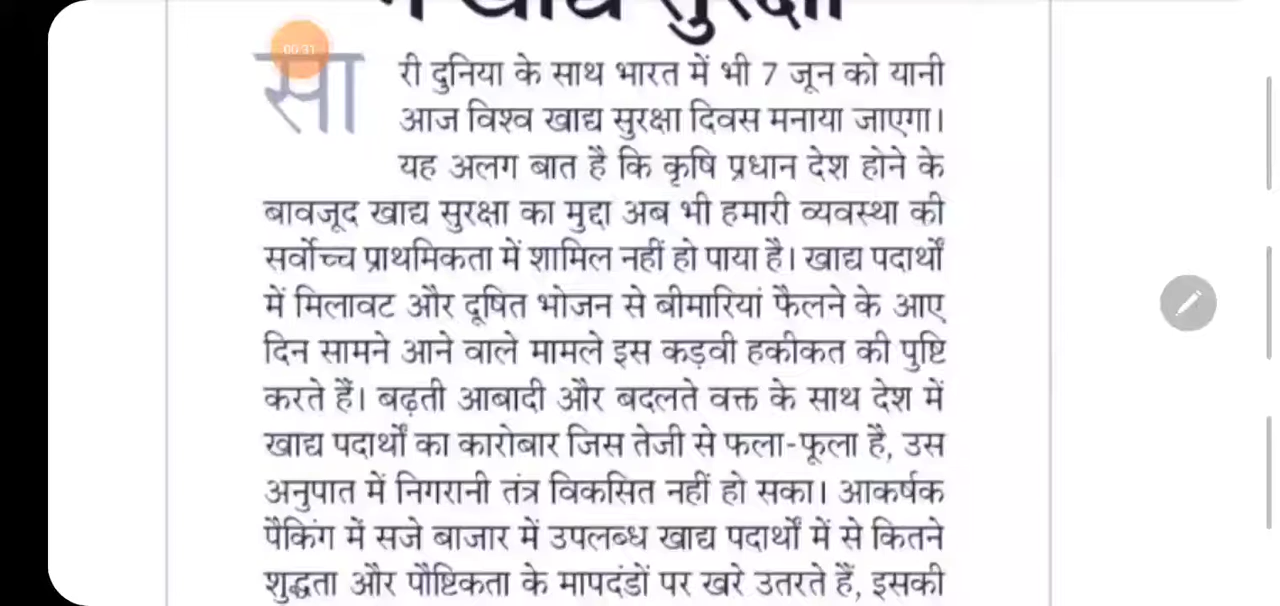 खाद्य सुरक्षा
00:31
सारी दुनिया के साथ भारत में भी 7 जून को यानी
आज विश्व खाद्य सुरक्षा दिवस मनाया जाएगा।
यह अलग बात है कि कृषि प्रधान देश होने के
बावजूद खाद्य सुरक्षा का मुद्दा अब भी हमारी व्यवस्था की
सर्वोच्च प्राथमिकता में शामिल नहीं हो पाया है। खाद्य पदार्थों
में मिलावट और दूषित भोजन से बीमारियां फैलने के आए
दिन सामने आने वाले मामले इस कड़वी हकीकत की पुष्टि
करते हैं। बढ़ती आबादी और बदलते वक्त के साथ देश में
खाद्य पदार्थों का कारोबार जिस तेजी से फला-फूला है, उस
अनुपात में निगरानी तंत्र विकसित नहीं हो सका। आकर्षक
पैकिंग में सजे बाजार में उपलब्ध खाद्य पदार्थों में से कितने
शुद्धता और पौष्टिकता के मापदंडों पर खरे उतरते हैं, इसकी